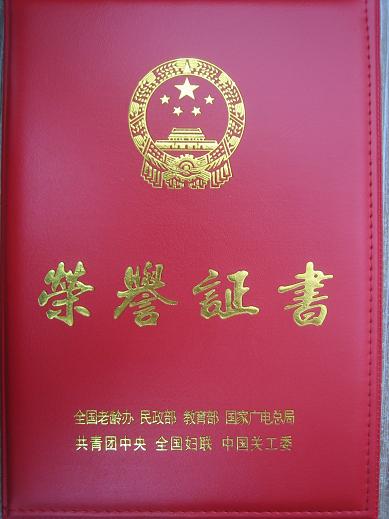 榮譽証書
全国老龄办 民政部 教育部 国家广电总局
共青团中央 全国妇联 中国关工委